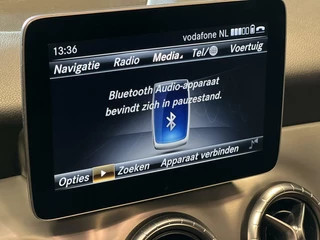 vodafone NL
13:36
Navigatie Radio Media Tel/ Voertuig
Bluetooth Audio-apparaat
bevindt zich in pauzestand.
Opties Zoeken Apparaat verbinden